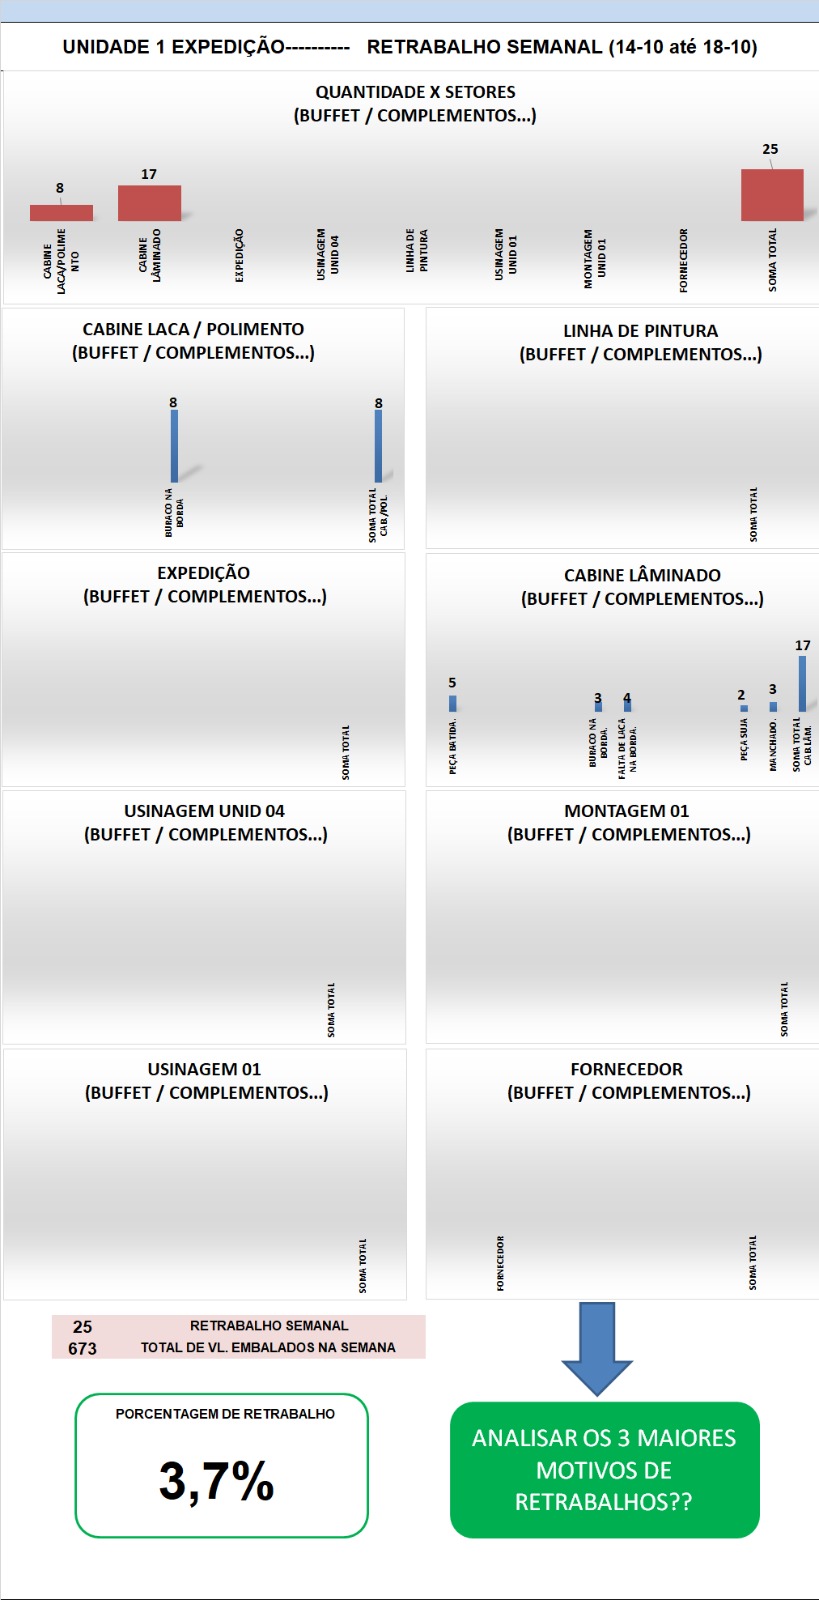 UNIDADE 1 EXPEDIÇÃO---------- RETRABALHO SEMANAL (14-10 até 18-10)
QUANTIDADE X SETORES
(BUFFET / COMPLEMENTOS...)
8
17
25
CABINE
LACA/POLIME
NTO
CABINE
LÂMINADO
EXPEDIÇÃO
USINAGEM
UNID 04
LINHA DE
PINTURA
USINAGEM
UNID 01
MONTAGEM
UNID 01
FORNECEDOR
SOMA TOTAL
CABINE LACA / POLIMENTO
(BUFFET / COMPLEMENTOS...)
8
8
BURACO NA
BORDA
SOMA TOTAL
CAB./POL.
LINHA DE PINTURA
(BUFFET / COMPLEMENTOS...)
SOMA TOTAL
EXPEDIÇÃO
(BUFFET / COMPLEMENTOS...)
SOMA TOTAL
CABINE LÂMINADO
(BUFFET / COMPLEMENTOS...)
5
3
4
2
3
17
PEÇA BATIDA.
BURACO NA
BORDA.
FALTA DE LACA
NA BORDA.
PEÇA SUJA
MANCHADO.
SOMA TOTAL
CAB.LÂM.
USINAGEM UNID 04
(BUFFET / COMPLEMENTOS...)
SOMA TOTAL
MONTAGEM 01
(BUFFET / COMPLEMENTOS...)
SOMA TOTAL
USINAGEM 01
(BUFFET / COMPLEMENTOS...)
SOMA TOTAL
FORNECEDOR
(BUFFET / COMPLEMENTOS...)
FORNECEDOR
SOMA TOTAL
25 RETRABALHO SEMANAL
673 TOTAL DE VL. EMBALADOS NA SEMANA
PORCENTAGEM DE RETRABALHO
3,7%
ANALISAR OS 3 MAIORES
MOTIVOS DE
RETRABALHOS??